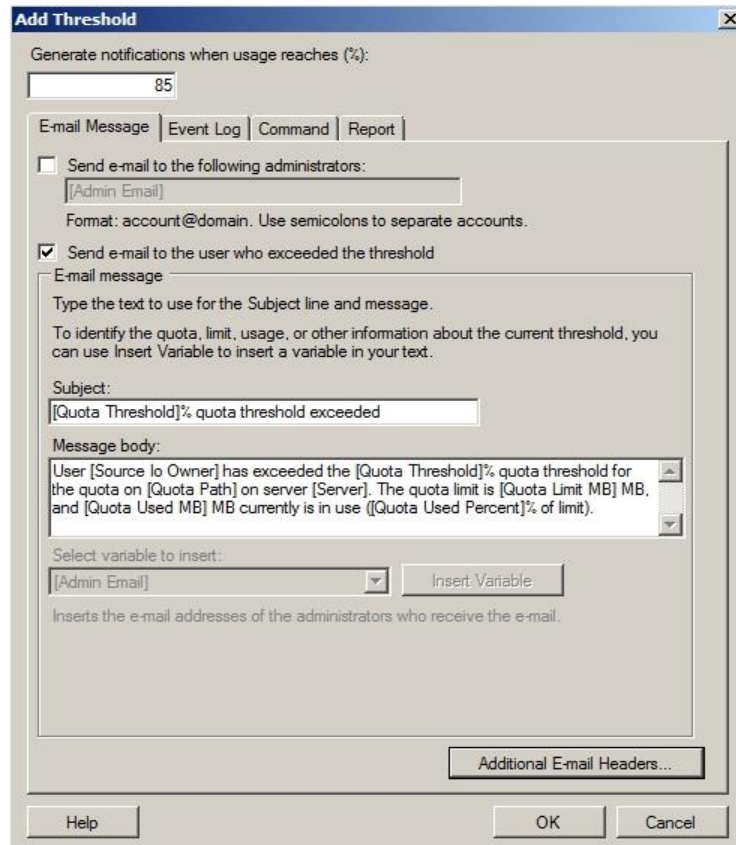 Add Threshold
Generate notifications when usage reaches (%):
85
E-mail Message Event Log Command Report
Send e-mail to the following administrators:
[Admin Email]
Format: account@domain. Use semicolons to separate accounts.
Send e-mail to the user who exceeded the threshold
E-mail message
Type the text to use for the Subject line and message.
To identify the quota, limit, usage, or other information about the current threshold, you
can use Insert Variable to insert a variable in your text.
Subject:
[Quota Threshold]% quota threshold exceeded
Message body:
User [Source Io Owner] has exceeded the [Quota Threshold]% quota threshold for
the quota on [Quota Path] on server [Server]. The quota limit is [Quota Limit MB] MB,
and [Quota Used MB] MB currently is in use ([Quota Used Percent]% of limit).
Select variable to insert:
[Admin Email] Insert Variable
Inserts the e-mail addresses of the administrators who receive the e-mail.
Additional E-mail Headers...
Help OK Cancel